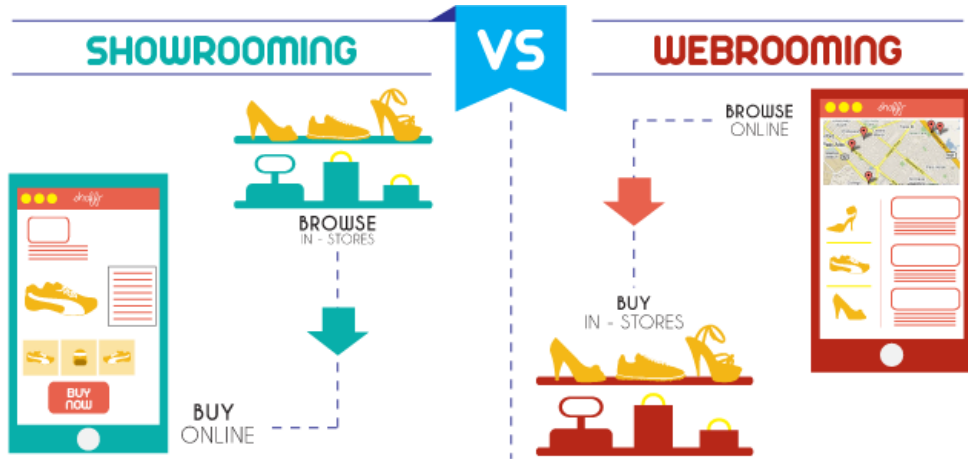 SHOWROOMING
VS
WEBROOMING
BROWSE
IN - STORES
BUY
NOW
BUY
ONLINE
BROWSE
ONLINE
BUY
IN - STORES